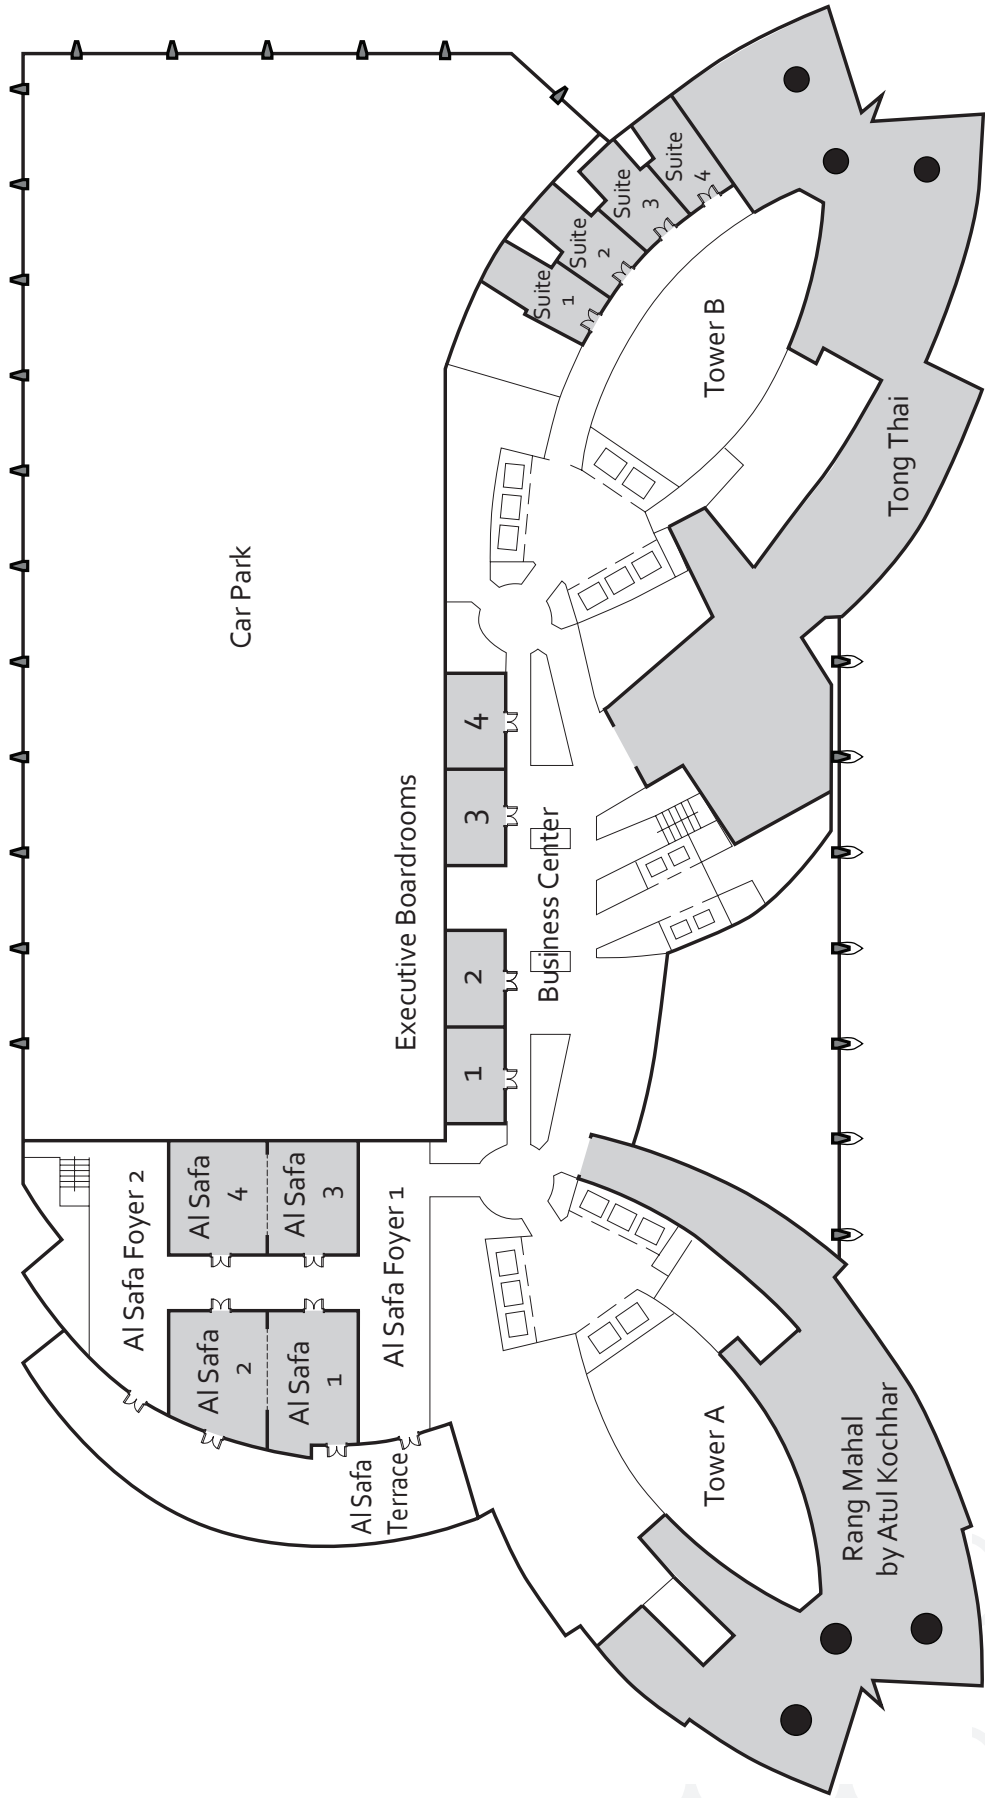 Al Safa Foyer 2
Al Safa
2
Al Safa
4
Car Park
Al Safa
1
Al Safa
3
Al Safa
Terrace
Al Safa Foyer 1
Executive Boardrooms
1
2
3
4
Business Center
Suite
1
Suite
2
Suite
3
Suite
4
Tower A
Tower B
Rang Mahal
by Atul Kochhar
Tong Thai